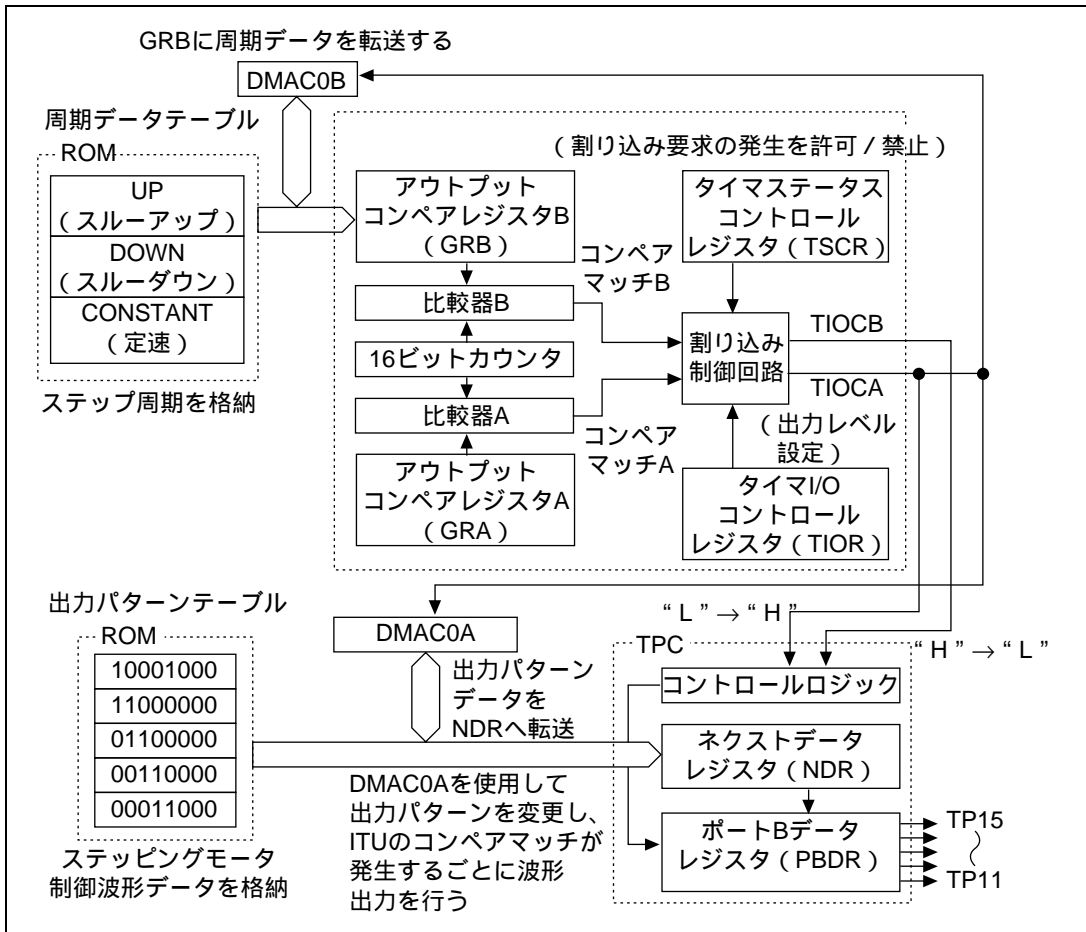 GRBに周期データを転送する
DMAC0B
周期データテーブル
ROM
UP
（スルーアップ）
DOWN
（スルーダウン）
CONSTANT
（定速）
ステップ周期を格納
（割り込み要求の発生を許可／禁止）
アウトプット
コンペアレジスタB
（GRB）
コンペア
マッチB
タイマステータス
コントロール
レジスタ（TSCR）
比較器B
16ビットカウンタ
比較器A
割り込み
制御回路
TIOCB
TIOCA
コンペア
マッチA
（出力レベル
設定）
アウトプット
コンペアレジスタA
（GRA）
タイマI/O
コントロール
レジスタ（TIOR）
出力パターンテーブル
ROM
10001000
11000000
01100000
00110000
00011000
ステッピングモータ
制御波形データを格納
DMAC0A
出力パターン
データを
NDRへ転送
DMAC0Aを使用して
出力パターンを変更し、
ITUのコンペアマッチが
発生するごとに波形
出力を行う
“L”→“H”
“H”→“L”
TPC
コントロールロジック
ネクストデータ
レジスタ（NDR）
ポートBデータ
レジスタ（PBDR）
TP15
TP11